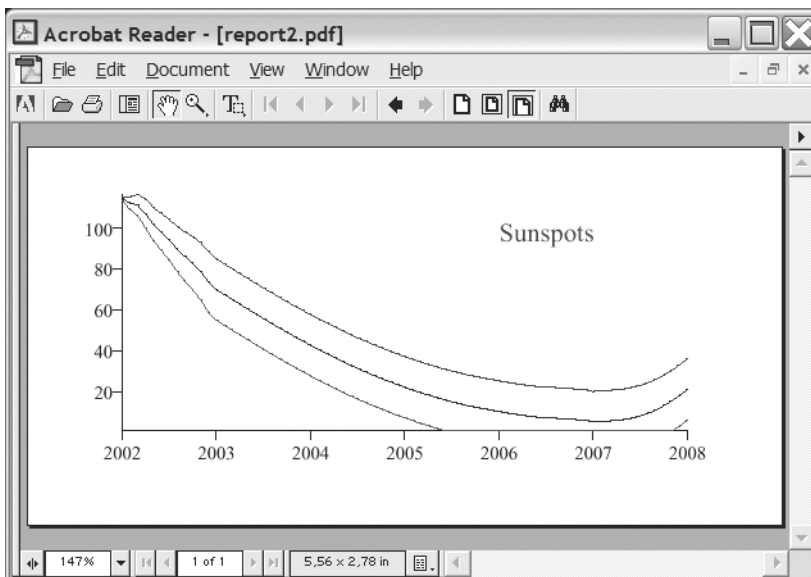 Acrobat Reader - [report2.pdf]
File Edit Document View Window Help
Sunspots
100
80
60
40
20
2002 2003 2004 2005 2006 2007 2008
147% 1 of 1 5,56 x 2,78 in